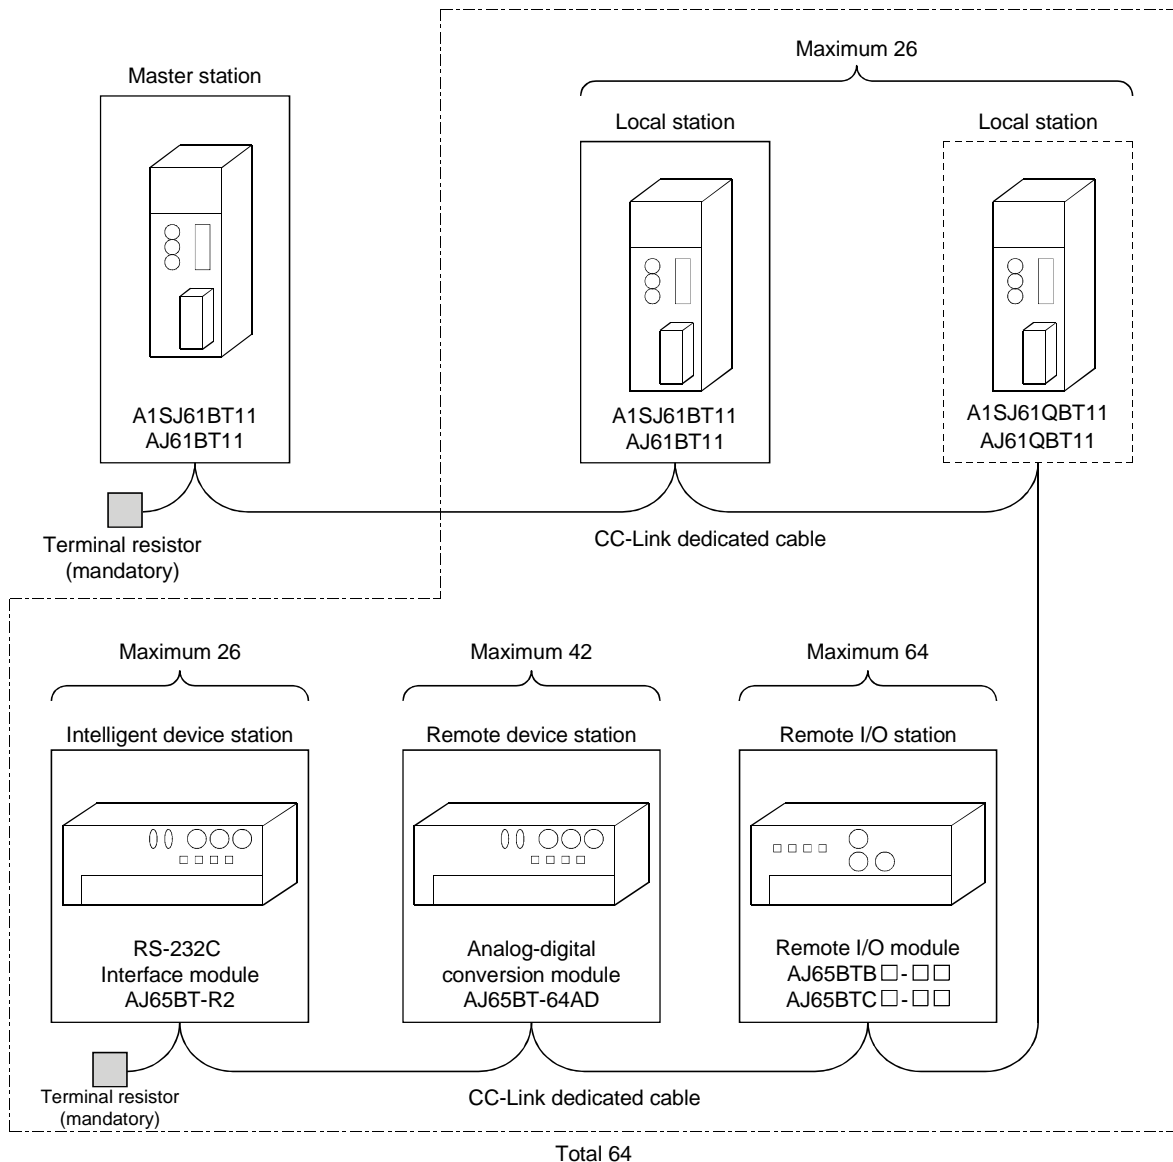 Maximum 26
Master station
Local station
Local station
A1SJ61BT11
AJ61BT11
A1SJ61BT11
AJ61BT11
A1SJ61QBT11
AJ61QBT11
Terminal resistor
(mandatory)
CC-Link dedicated cable
Maximum 26
Maximum 42
Maximum 64
Intelligent device station
Remote device station
Remote I/O station
RS-232C
Interface module
AJ65BT-R2
Analog-digital
conversion module
AJ65BT-64AD
Remote I/O module
AJ65BTB□-□□
AJ65BTC□-□□
Terminal resistor
(mandatory)
CC-Link dedicated cable
Total 64